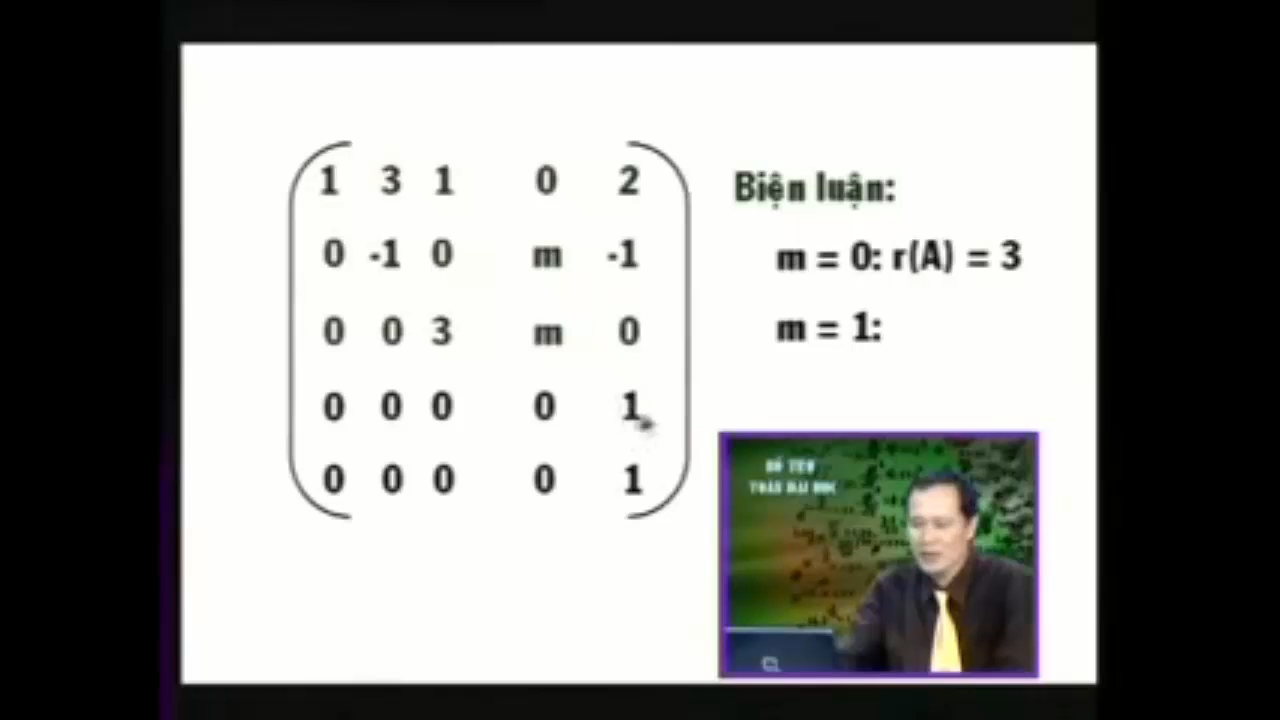 1 3 1 0 2
0 -1 0 m -1
0 0 3 m 0
0 0 0 0 1
0 0 0 0 1
Biện luận:
m = 0: r(A) = 3
m = 1: